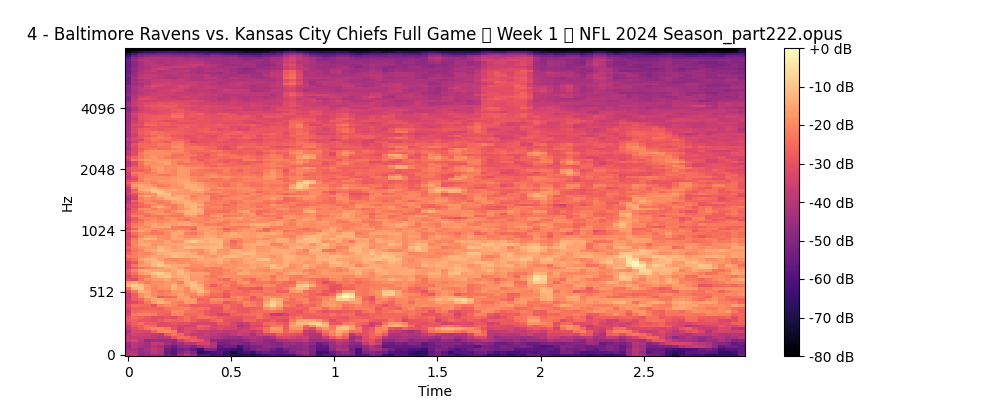 4 - Baltimore Ravens vs. Kansas City Chiefs Full Game ▯ Week 1 ▯ NFL 2024 Season_part222.opus
+0 dB
-10 dB
-20 dB
-30 dB
-40 dB
-50 dB
-60 dB
-70 dB
-80 dB
4096
2048
1024
512
0
Hz
0 0.5 1 1.5 2 2.5
Time